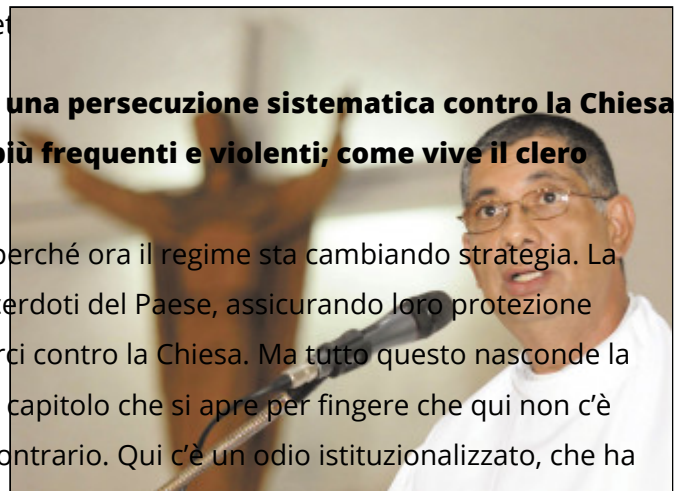 una persecuzione sistematica contro la Chiesa
più frequenti e violenti; come vive il clero
perché ora il regime sta cambiando strategia. La
erdoti del Paese, assicurando loro protezione
rci contro la Chiesa. Ma tutto questo nasconde la
capitolo che si apre per fingere che qui non c'è
ontrario. Qui c'è un odio istituzionalizzato, che ha